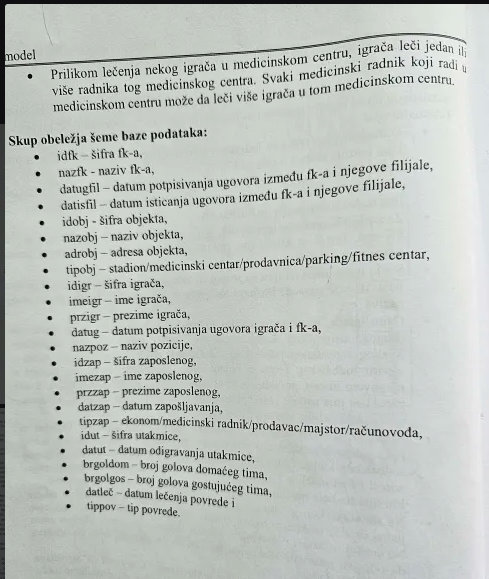 model
• Prilikom lečenja nekog igrača u medicinskom centru, igrača leči jedan ili
više radnika tog medicinskog centra. Svaki medicinski radnik koji radi u
medicinskom centru može da leči više igrača u tom medicinskom centru.
Skup obeležja šeme baze podataka:
• idfk – šifra fk-a,
• nazfk - naziv fk-a,
• datugfil – datum potpisivanja ugovora između fk-a i njegove filijale,
• datisfil – datum isticanja ugovora između fk-a i njegove filijale,
• idobj - šifra objekta,
• nazobj – naziv objekta,
• adrobj – adresa objekta,
• tipobj – stadion/medicinski centar/prodavnica/parking/fitnes centar,
• idigr – šifra igrača,
• imeigr – ime igrača,
• przigr – prezime igrača,
• datug – datum potpisivanja ugovora igrača i fk-a,
• nazpoz – naziv pozicije,
• idzap – šifra zaposlenog,
• imezap – ime zaposlenog,
• przzap – prezime zaposlenog,
• datzap – datum zapošljavanja,
• tipzap – ekonom/medicinski radnik/prodavac/majstor/računovođa,
• idut – šifra utakmice,
• datut – datum odigravanja utakmice,
• brgoldom – broj golova domaćeg tima,
• brgolgos – broj golova gostujućeg tima,
• datleč – datum lečenja povrede i
• tippov – tip povrede.